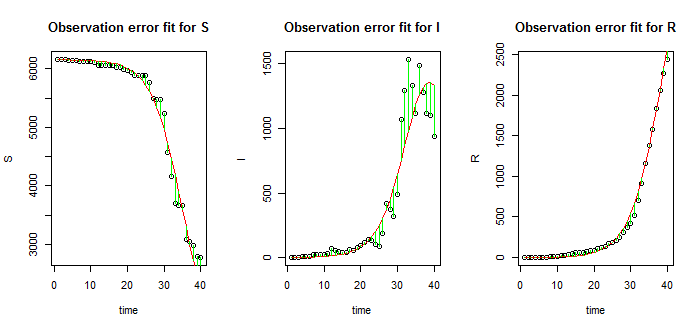 Observation error fit for S
Observation error fit for I
Observation error fit for R
S
6000
5000
4000
3000
0 10 20 30 40
time
I
1500
1000
500
0
0 10 20 30 40
time
R
2500
2000
1500
1000
500
0
0 10 20 30 40
time